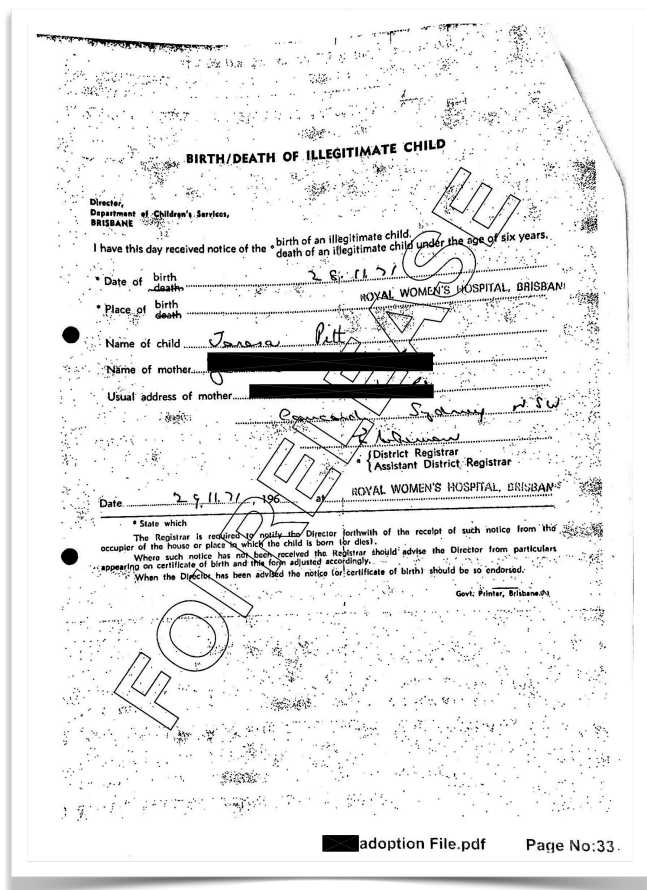 BIRTH/DEATH OF ILLEGITIMATE CHILD
Director,
Department of Children's Services,
BRISBANE
I have this day received notice of the * birth of an illegitimate child.
death of an illegitimate child under the age of six years.
* Date of birth 28.11.71
death
ROYAL WOMEN'S HOSPITAL, BRISBAN
* Place of birth
death
Name of child Pitt
Name of mother
Usual address of mother
Concord Sydney NSW
* {District Registrar
{Assistant District Registrar
Date 29.11.71, 196 at ROYAL WOMEN'S HOSPITAL, BRISBANE
* State which
The Registrar is required to notify the Director forthwith of the receipt of such notice from the
occupier of the house or place in which the child is born (or dies).
Where such notice has not been received the Registrar should advise the Director from particulars
appearing on certificate of birth and this form adjusted accordingly.
When the Director has been advised the notice (or certificate of birth) should be so endorsed.
Govt. Printer, Brisbane
FOR RELEASE
adoption File.pdf Page No:33